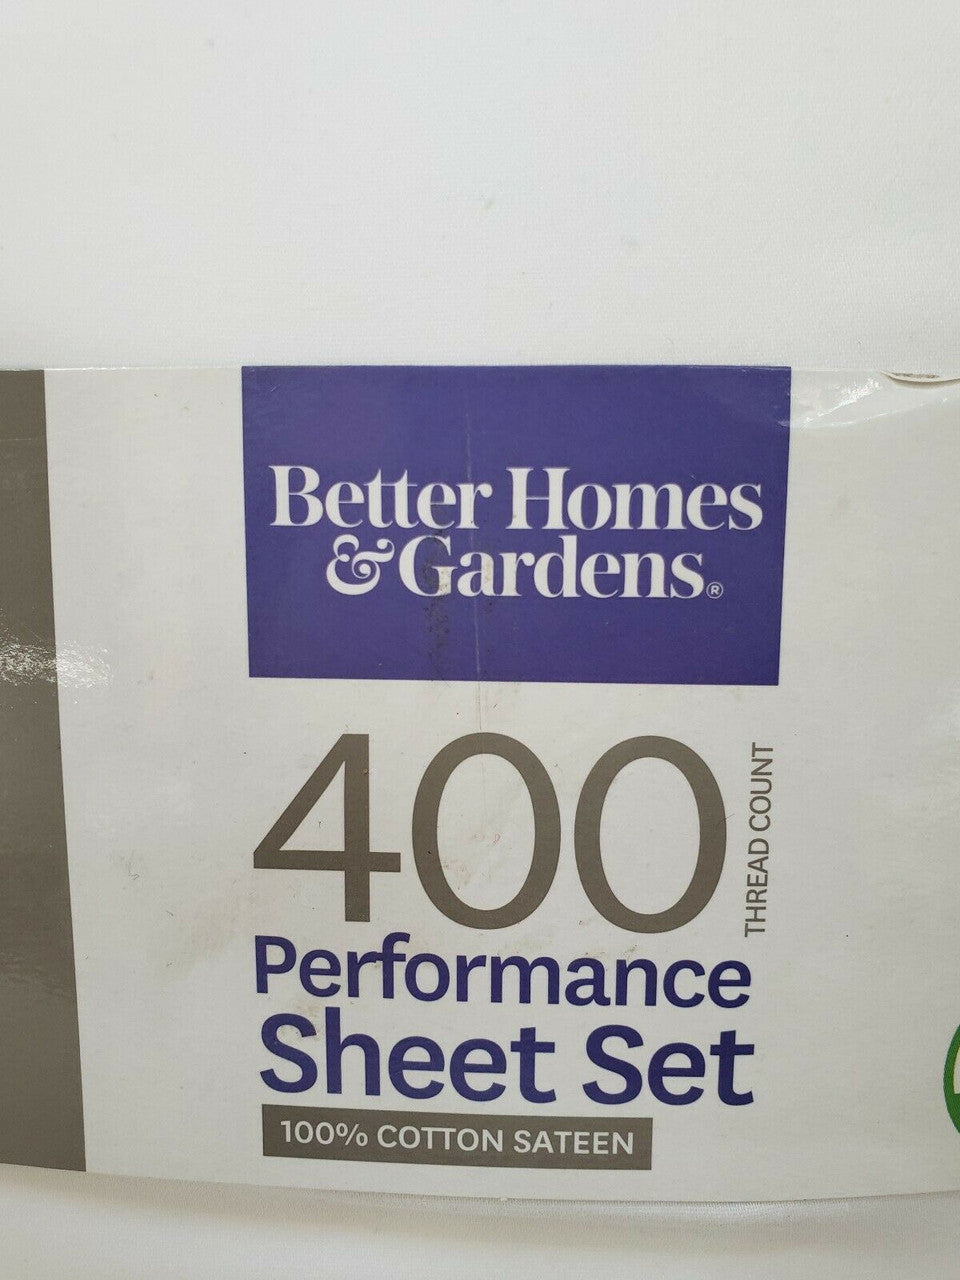 Better Homes
& Gardens®
400
THREAD COUNT
Performance
Sheet Set
100% COTTON SATEEN